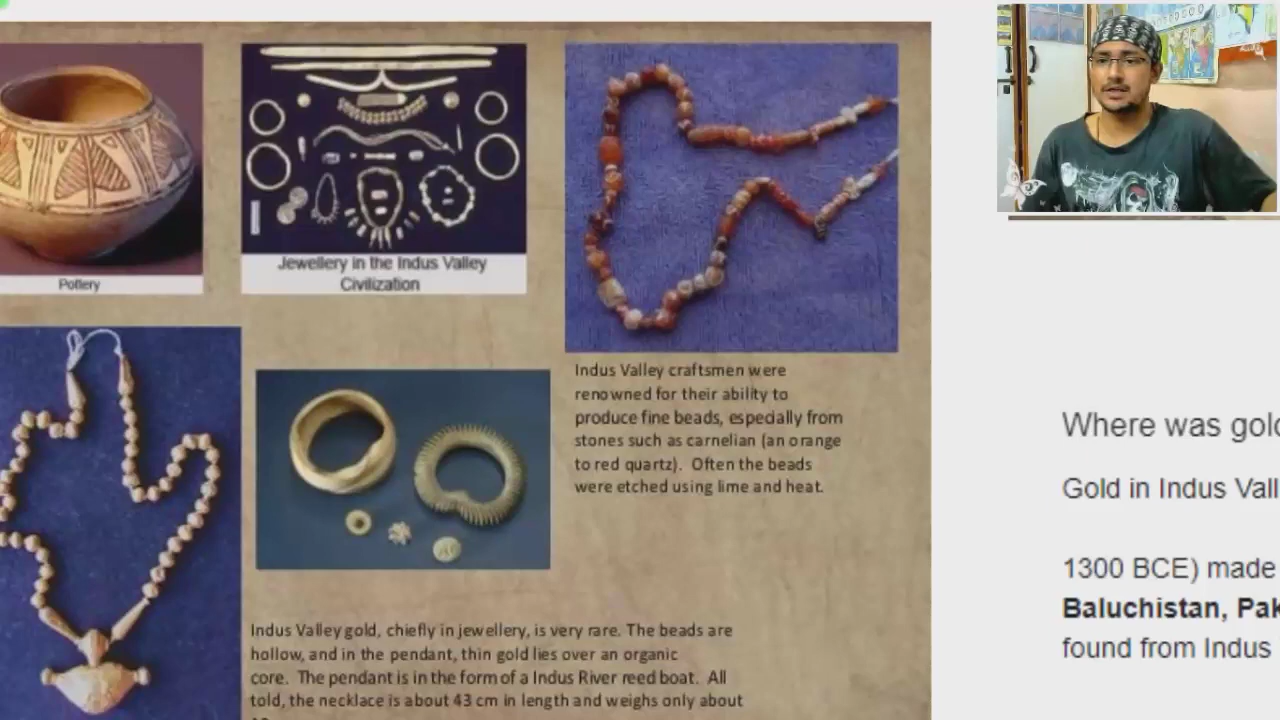 Pottery
Jewellery in the Indus Valley
Civilization
Indus Valley craftsmen were
renowned for their ability to
produce fine beads, especially from
stones such as carnelian (an orange
to red quartz). Often the beads
were etched using lime and heat.
Indus Valley gold, chiefly in jewellery, is very rare. The beads are
hollow, and in the pendant, thin gold lies over an organic
core. The pendant is in the form of a Indus River reed boat. All
told, the necklace is about 43 cm in length and weighs only about
Where was gold
Gold in Indus Vall
1300 BCE) made
Baluchistan, Pak
found from Indus